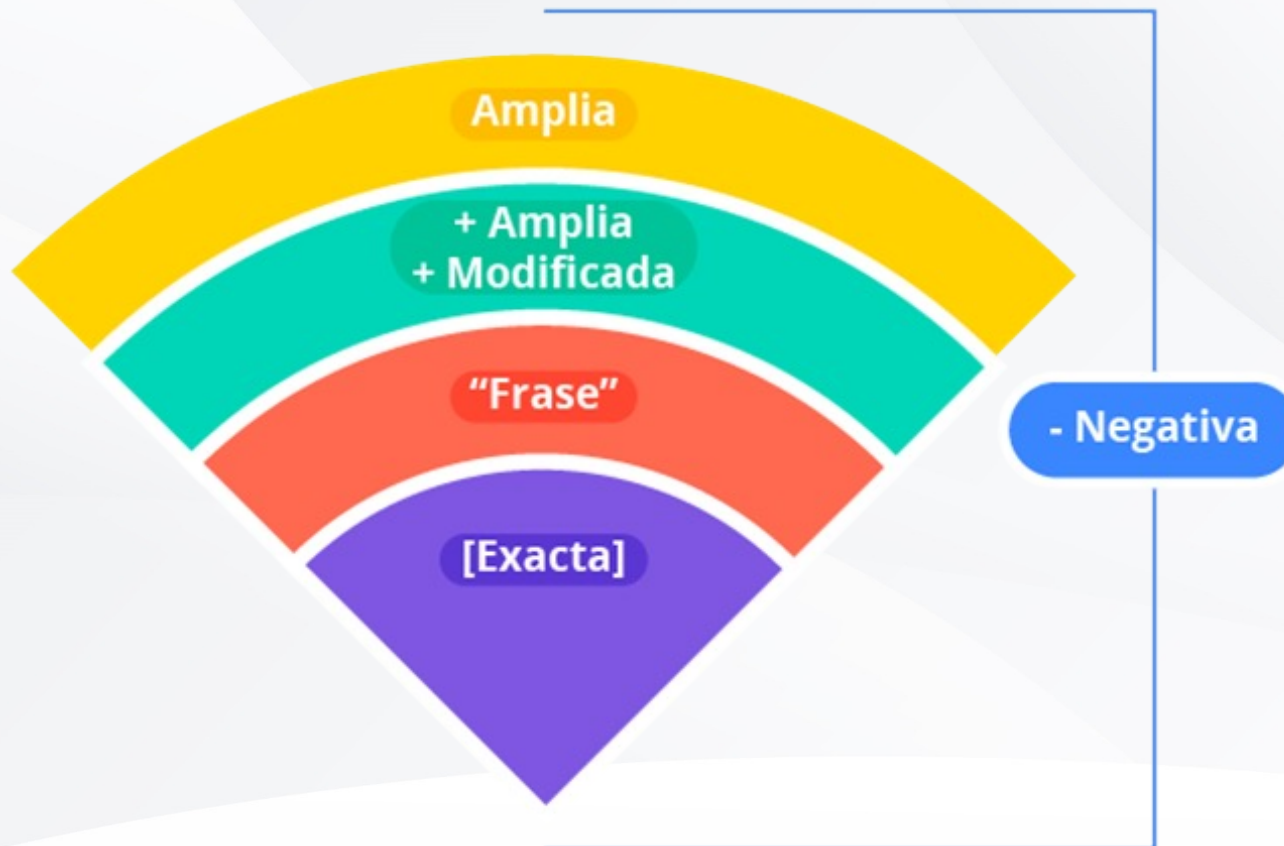 Amplia
+ Amplia
+ Modificada
“Frase”
- Negativa
[Exacta]